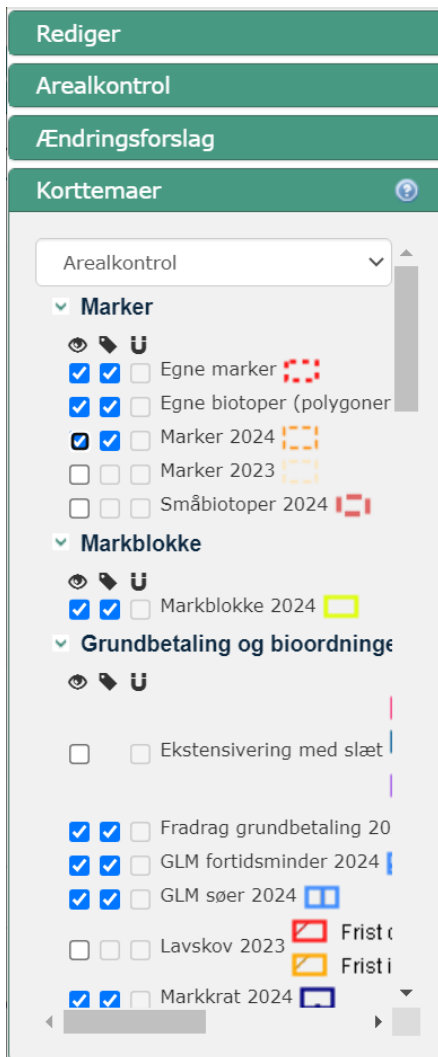 Rediger
Arealkontrol
Ændringsforslag
Korttemaer
Arealkontrol
Marker
Egne marker
Egne biotoper (polygoner
Marker 2024
Marker 2023
Småbiotoper 2024
Markblokke
Markblokke 2024
Grundbetaling og bioordninge
Ekstensivering med slæt
Fradrag grundbetaling 20
GLM fortidsminder 2024
GLM søer 2024
Frist
Lavskov 2023
Frist i
Markkrat 2024